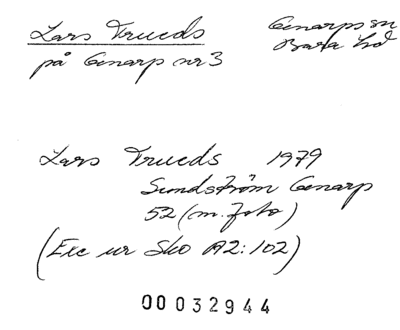 Lars Trueds
på Genarp nr 3
Genarps sn
Bara hd
Lars Trueds 1979
Sundström Genarp
52 (m. foto)
(Exc ur Sko A2:102)
00032944